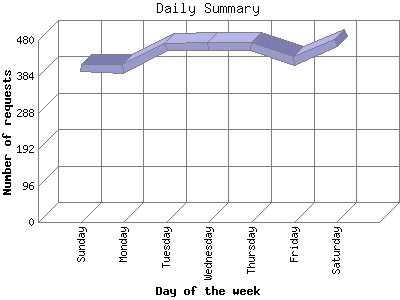 Daily Summary
Number of requests
480
384
288
192
96
0
Sunday
Monday
Tuesday
Wednesday
Thursday
Friday
Saturday
Day of the week